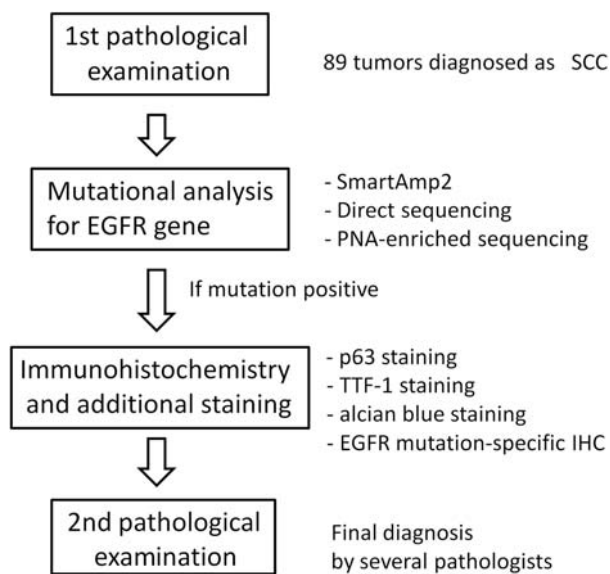 1st pathological
examination
89 tumors diagnosed as SCC
Mutational analysis
for EGFR gene
- SmartAmp2
- Direct sequencing
- PNA-enriched sequencing
If mutation positive
Immunohistochemistry
and additional staining
- p63 staining
- TTF-1 staining
- alcian blue staining
- EGFR mutation-specific IHC
2nd pathological
examination
Final diagnosis
by several pathologists